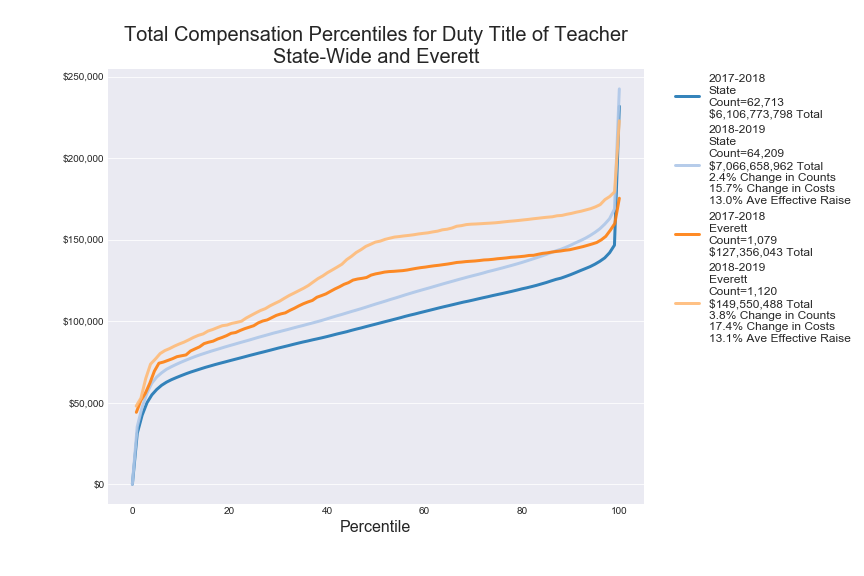 Total Compensation Percentiles for Duty Title of Teacher
State-Wide and Everett
$250,000
$200,000
$150,000
$100,000
$50,000
$0
0
20
40
60
80
100
Percentile
2017-2018
State
Count=62,713
$6,106,773,798 Total
2018-2019
State
Count=64,209
$7,066,658,962 Total
2.4% Change in Counts
15.7% Change in Costs
13.0% Ave Effective Raise
2017-2018
Everett
Count=1,079
$127,356,043 Total
2018-2019
Everett
Count=1,120
$149,550,488 Total
3.8% Change in Counts
17.4% Change in Costs
13.1% Ave Effective Raise